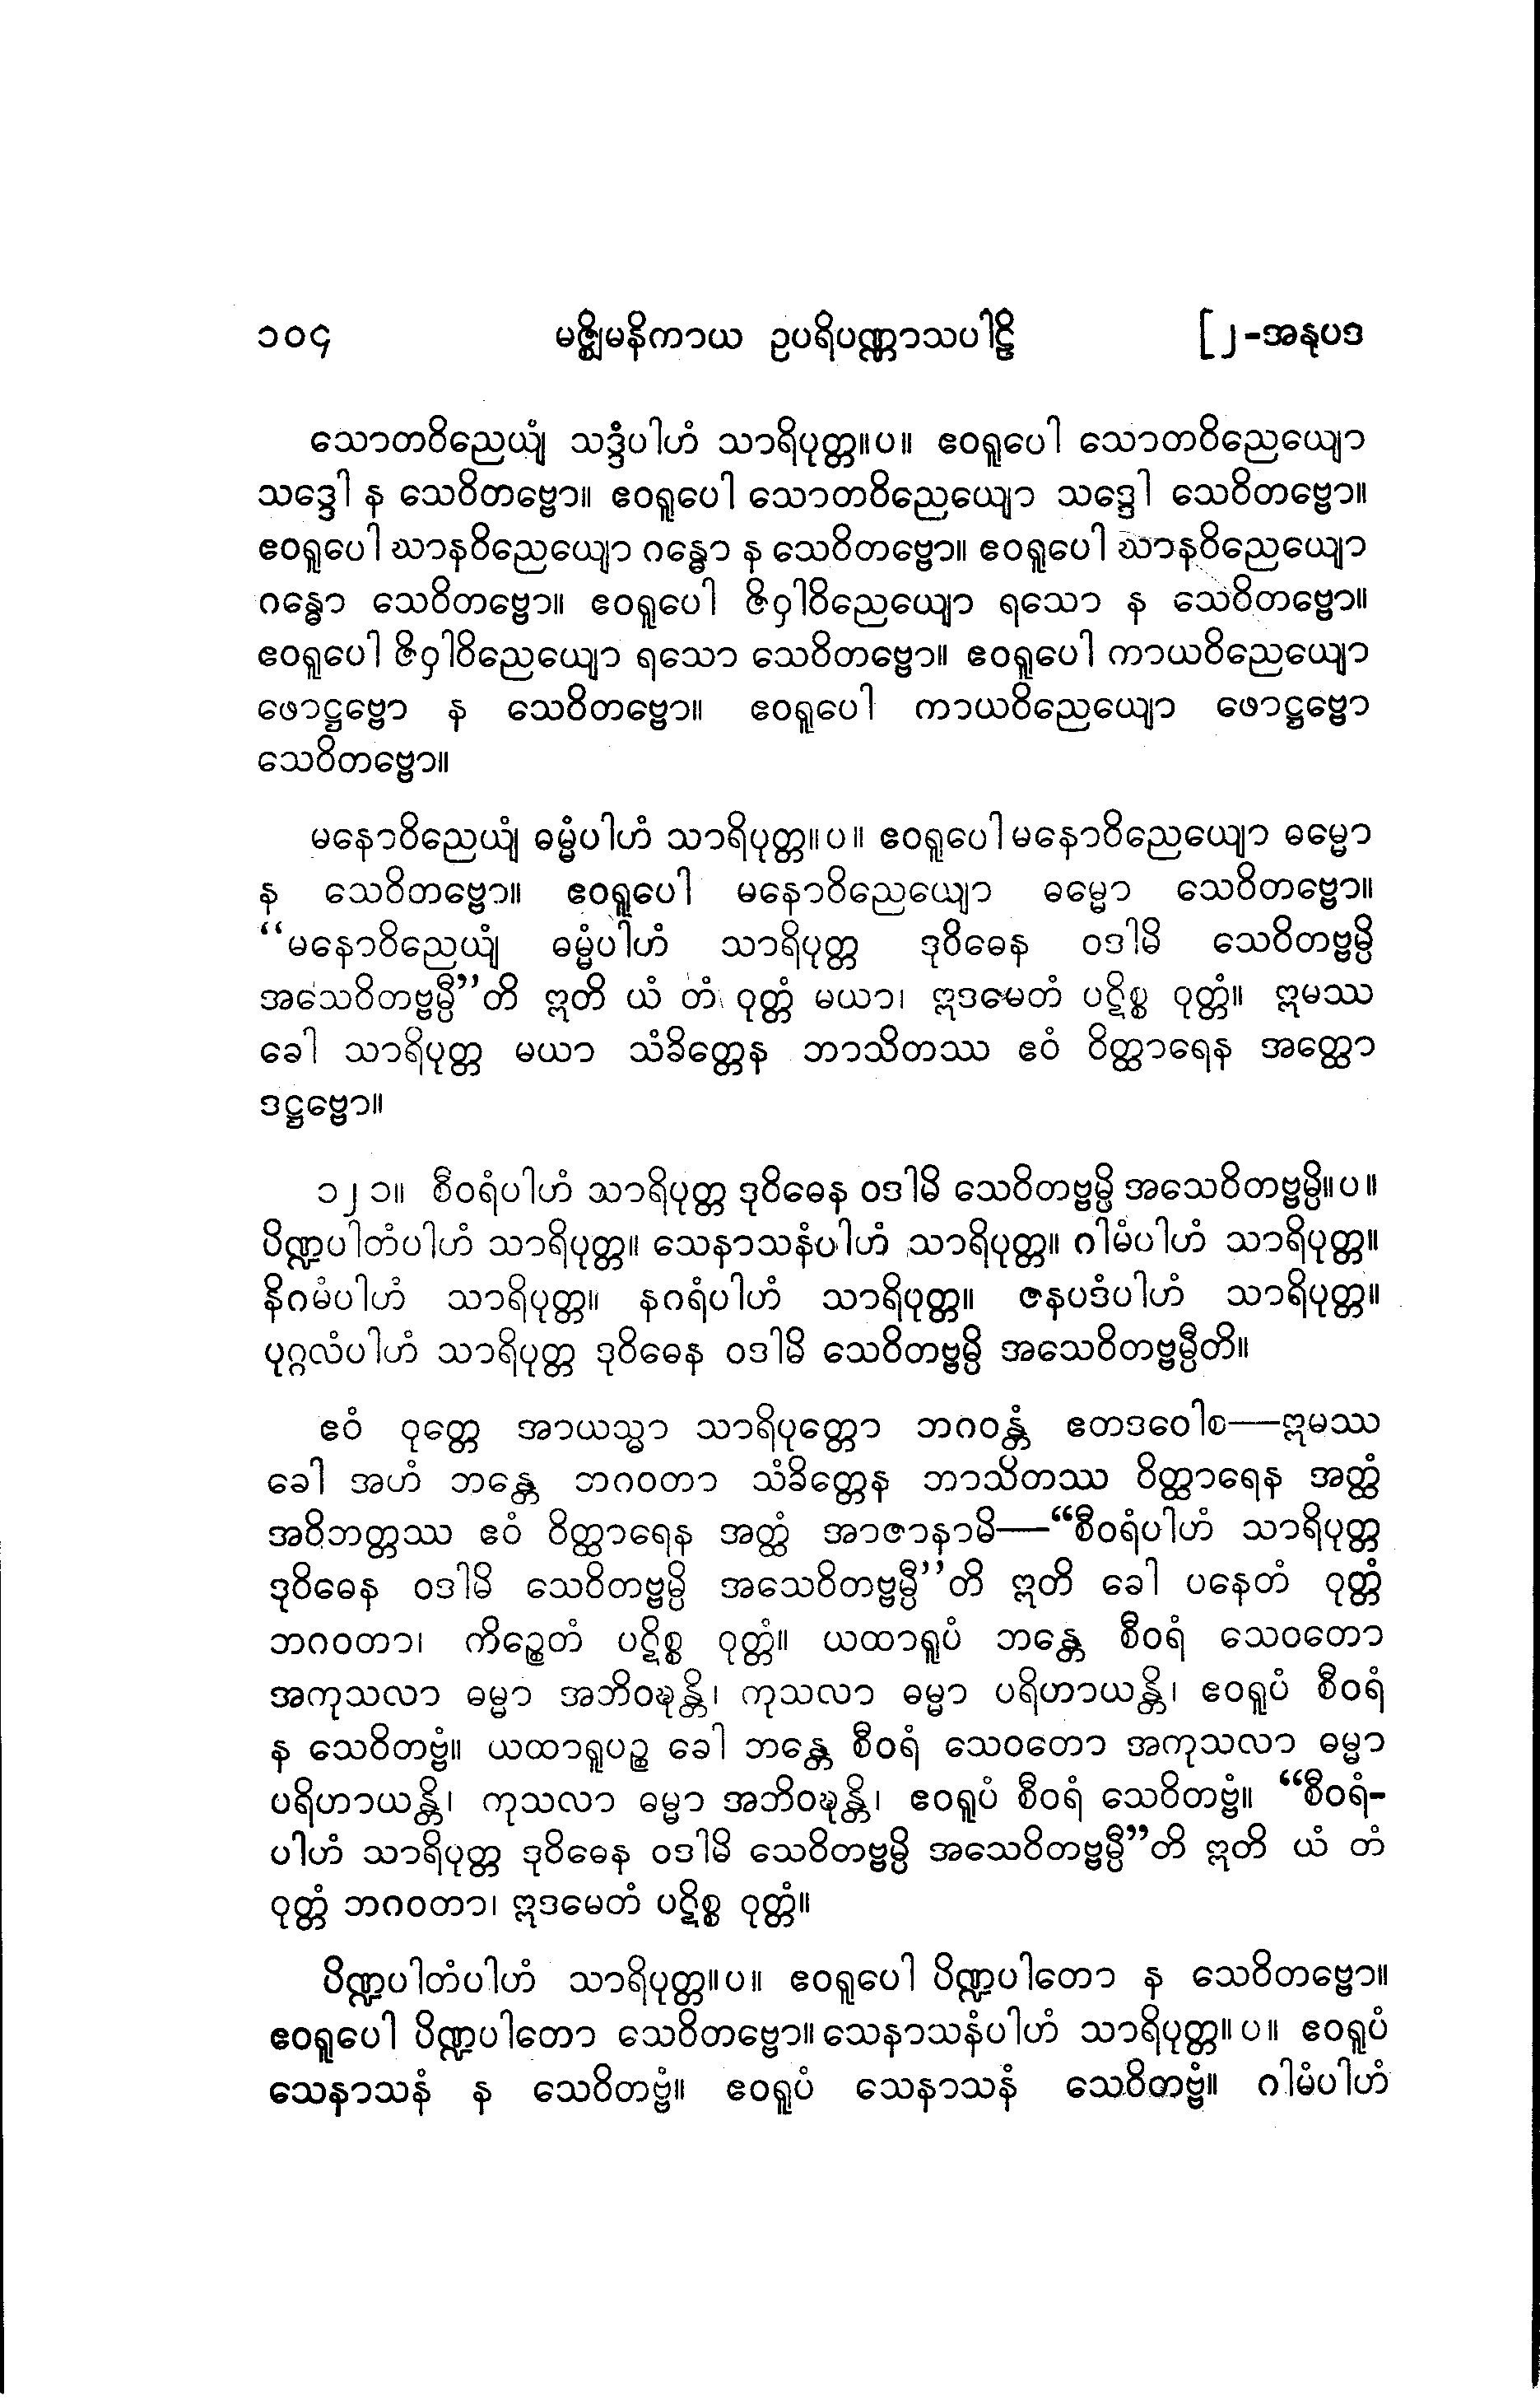 ၁၀၄ မဇ္ဈိမနိကာယ ဥပရိပဏ္ဏာသပါဠိ [၂-အနုပဒ
သောတဝိညေယျံ သဒ္ဒံပါဟံ သာရိပုတ္တ။ပ။ ဧဝရူပေါ သောတဝိညေယျော
သဒ္ဒေါ န သေဝိတဗ္ဗော။ ဧဝရူပေါ သောတဝိညေယျော သဒ္ဒေါ သေဝိတဗ္ဗော။
ဧဝရူပေါ ဃာနဝိညေယျော ဂန္ဓော န သေဝိတဗ္ဗော။ ဧဝရူပေါ ဃာနဝိညေယျော
ဂန္ဓော သေဝိတဗ္ဗော။ ဧဝရူပေါ ဇိဝှါဝိညေယျော ရသော န သေဝိတဗ္ဗော။
ဧဝရူပေါ ဇိဝှါဝိညေယျော ရသော သေဝိတဗ္ဗော။ ဧဝရူပေါ ကာယဝိညေယျော
ဖောဋ္ဌဗ္ဗော န သေဝိတဗ္ဗော။ ဧဝရူပေါ ကာယဝိညေယျော ဖောဋ္ဌဗ္ဗော
သေဝိတဗ္ဗော။
မနောဝိညေယျံ ဓမ္မံပါဟံ သာရိပုတ္တ။ပ။ ဧဝရူပေါ မနောဝိညေယျော ဓမ္မော
န သေဝိတဗ္ဗော။ ဧဝရူပေါ မနောဝိညေယျော ဓမ္မော သေဝိတဗ္ဗော။
“မနောဝိညေယျံ ဓမ္မံပါဟံ သာရိပုတ္တ ဒုဝိဓေန ဝဒါမိ သေဝိတဗ္ဗမ္ပိ
အသေဝိတဗ္ဗမ္ပီ”တိ ဣတိ ယံ တံ ဝုတ္တံ မယာ၊ ဣဒမေတံ ပဋိစ္စ ဝုတ္တံ။ ဣမဿ
ခေါ သာရိပုတ္တ မယာ သံခိတ္တေန ဘာသိတဿ ဧဝံ ဝိတ္ထာရေန အတ္ထော
ဒဋ္ဌဗ္ဗော။
၁၂၁။ စီဝရံပါဟံ သာရိပုတ္တ ဒုဝိဓေန ဝဒါမိ သေဝိတဗ္ဗမ္ပိ အသေဝိတဗ္ဗမ္ပိ။ပ။
ပိဏ္ဍပါတံပါဟံ သာရိပုတ္တ။ သေနာသနံပါဟံ သာရိပုတ္တ။ ဂါမံပါဟံ သာရိပုတ္တ။
နိဂမံပါဟံ သာရိပုတ္တ။ နဂရံပါဟံ သာရိပုတ္တ။ ဇနပဒံပါဟံ သာရိပုတ္တ။
ပုဂ္ဂလံပါဟံ သာရိပုတ္တ ဒုဝိဓေန ဝဒါမိ သေဝိတဗ္ဗမ္ပိ အသေဝိတဗ္ဗမ္ပီတိ။
ဧဝံ ဝုတ္တေ အာယသ္မာ သာရိပုတ္တော ဘဂဝန္တံ ဧတဒဝေါစ—ဣမဿ
ခေါ အဟံ ဘန္တေ ဘဂဝတာ သံခိတ္တေန ဘာသိတဿ ဝိတ္ထာရေန အတ္ထံ
အဝိဘတ္တဿ ဧဝံ ဝိတ္ထာရေန အတ္ထံ အာဇာနာမိ—“စီဝရံပါဟံ သာရိပုတ္တ
ဒုဝိဓေန ဝဒါမိ သေဝိတဗ္ဗမ္ပိ အသေဝိတဗ္ဗမ္ပီ”တိ ဣတိ ခေါ ပနေတံ ဝုတ္တံ
ဘဂဝတာ၊ ကိဉ္စေတံ ပဋိစ္စ ဝုတ္တံ။ ယထာရူပံ ဘန္တေ စီဝရံ သေဝတော
အကုသလာ ဓမ္မာ အဘိဝဍ္ဎန္တိ၊ ကုသလာ ဓမ္မာ ပရိဟာယန္တိ၊ ဧဝရူပံ စီဝရံ
န သေဝိတဗ္ဗံ။ ယထာရူပဉ္စ ခေါ ဘန္တေ စီဝရံ သေဝတော အကုသလာ ဓမ္မာ
ပရိဟာယန္တိ၊ ကုသလာ ဓမ္မာ အဘိဝဍ္ဎန္တိ၊ ဧဝရူပံ စီဝရံ သေဝိတဗ္ဗံ။ “စီဝရံ-
ပါဟံ သာရိပုတ္တ ဒုဝိဓေန ဝဒါမိ သေဝိတဗ္ဗမ္ပိ အသေဝိတဗ္ဗမ္ပီ”တိ ဣတိ ယံ တံ
ဝုတ္တံ ဘဂဝတာ၊ ဣဒမေတံ ပဋိစ္စ ဝုတ္တံ။
ပိဏ္ဍပါတံပါဟံ သာရိပုတ္တ။ပ။ ဧဝရူပေါ ပိဏ္ဍပါတော န သေဝိတဗ္ဗော။
ဧဝရူပေါ ပိဏ္ဍပါတော သေဝိတဗ္ဗော။ သေနာသနံပါဟံ သာရိပုတ္တ။ပ။ ဧဝရူပံ
သေနာသနံ န သေဝိတဗ္ဗံ။ ဧဝရူပံ သေနာသနံ သေဝိတဗ္ဗံ။ ဂါမံပါဟံ